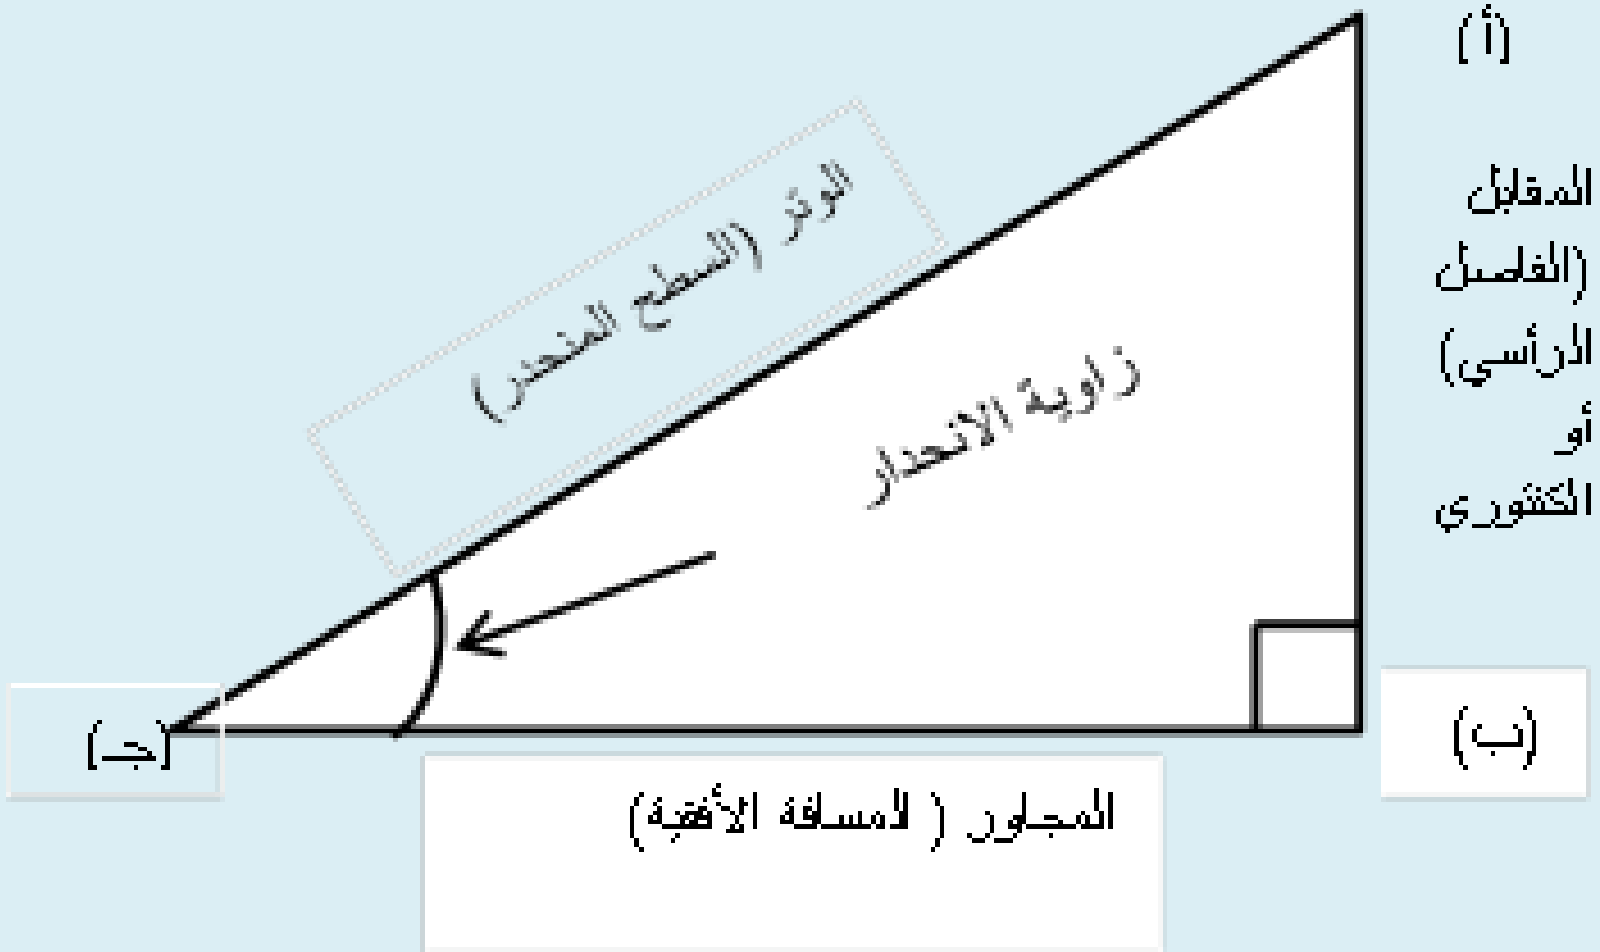 (أ)
المقابل
(الفاصل
الرأسي)
أو
الكنتوري
الوتر (السطح المنحدر)
زاوية الانحدار
(جـ)
(ب)
المجاور ( المسافة الأفقية)